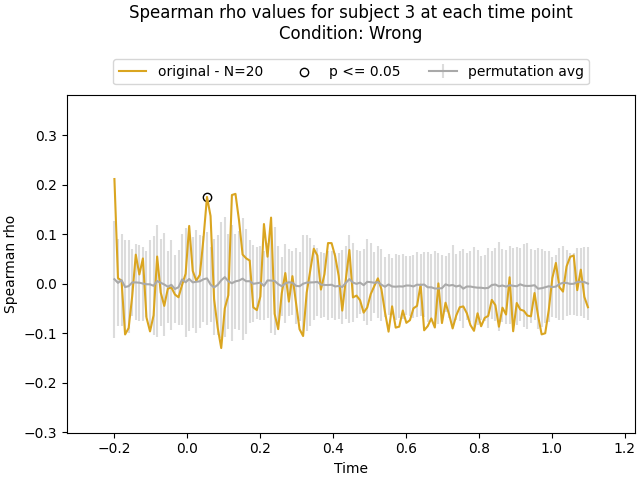 Spearman rho values for subject 3 at each time point
Condition: Wrong
original - N=20 p <= 0.05 permutation avg
Spearman rho
0.3
0.2
0.1
0.0
−0.1
−0.2
−0.3
−0.2 0.0 0.2 0.4 0.6 0.8 1.0 1.2
Time